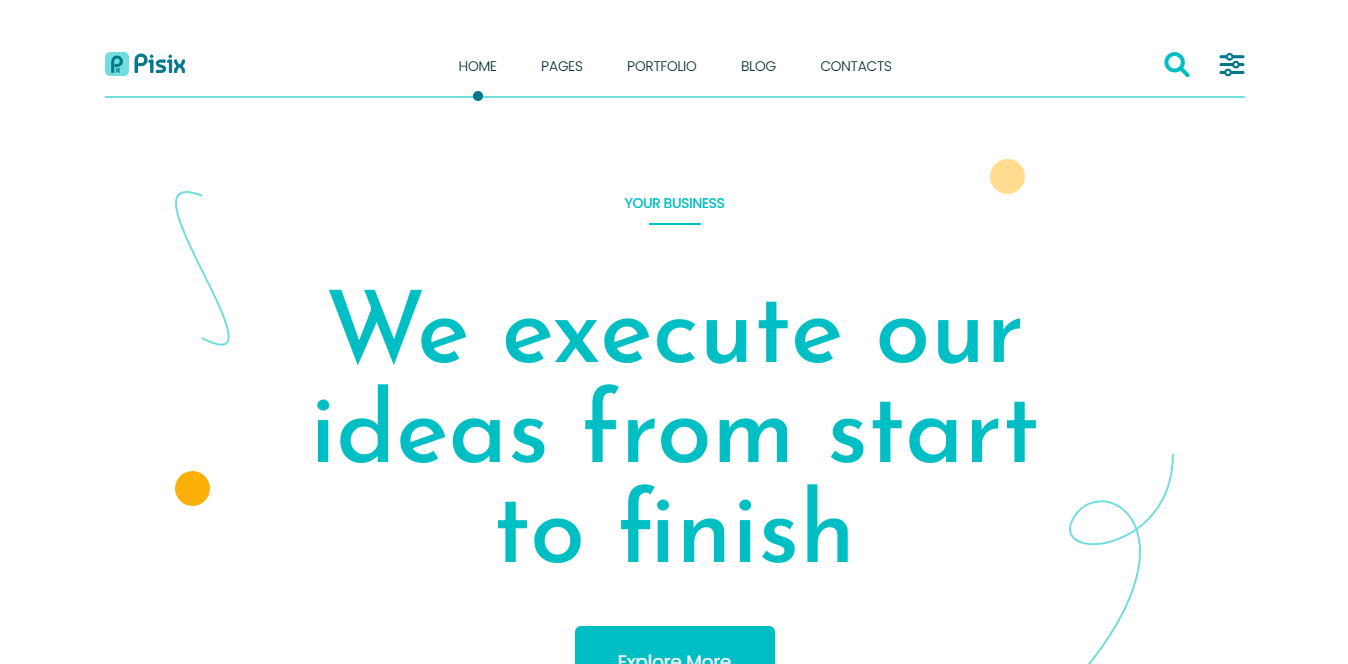 Pisix
HOME PAGES PORTFOLIO BLOG CONTACTS
YOUR BUSINESS
We execute our
ideas from start
to finish
Explore More